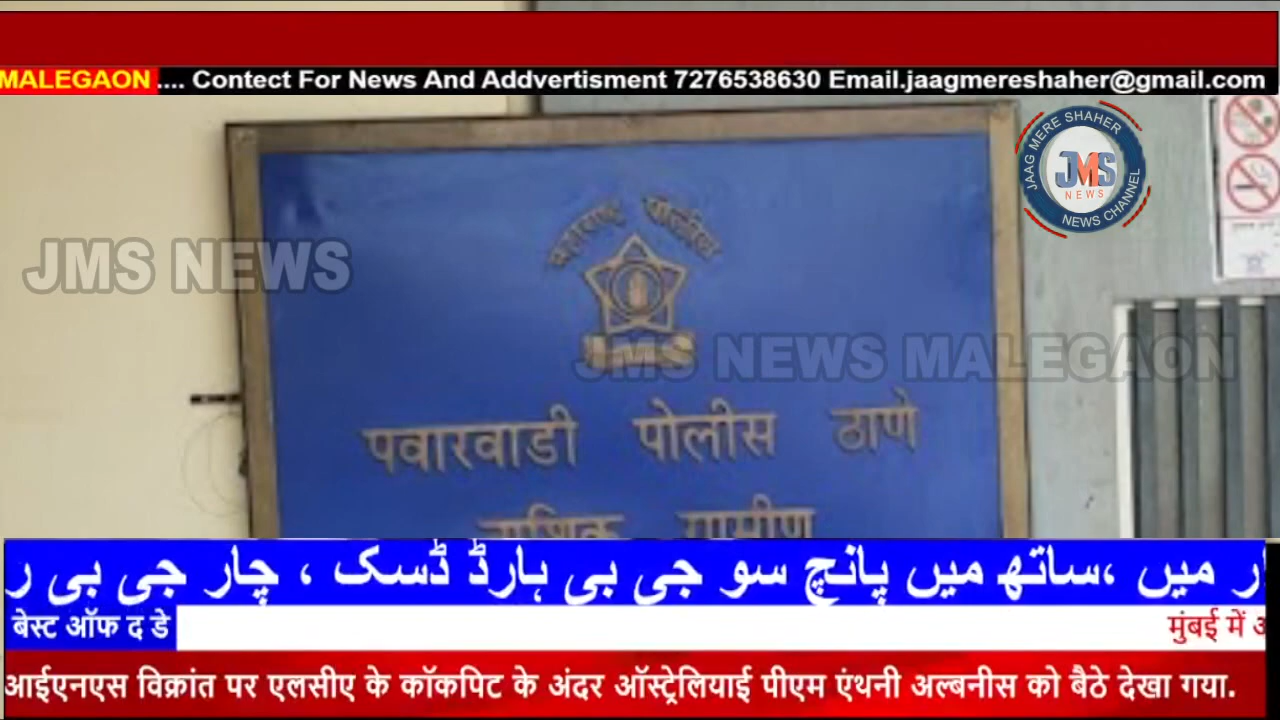 MALEGAON .... Contect For News And Addvertisment 7276538630 Email.jaagmereshaher@gmail.com
JAAG MERE SHAHER
JMS
NEWS
NEWS CHANNEL
महाराष्ट्र पोलीस
JMS NEWS
JMS NEWS MALEGAON
पवारवाडी पोलीस ठाणे
नाशिक ग्रामीण
ر میں ،ساتھ میں پانچ سو جی بی ہارڈ ڈسک ، چار جی بی ر
बेस्ट ऑफ द डे
मुंबई में
आईएनएस विक्रांत पर एलसीए के कॉकपिट के अंदर ऑस्ट्रेलियाई पीएम एंथनी अल्बनीस को बैठे देखा गया.